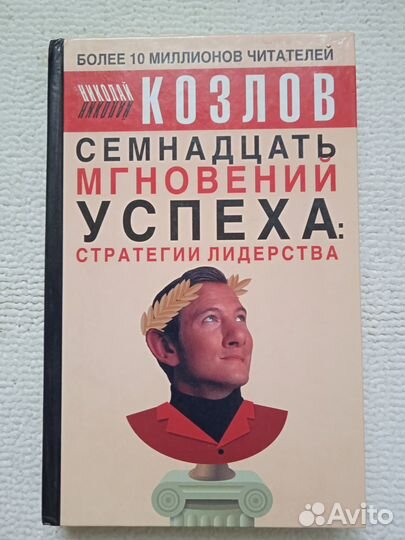 БОЛЕЕ 10 МИЛЛИОНОВ ЧИТАТЕЛЕЙ
НИКОЛАЙ КОЗЛОВ
СЕМНАДЦАТЬ
МГНОВЕНИЙ
УСПЕХА:
СТРАТЕГИИ ЛИДЕРСТВА
Avito